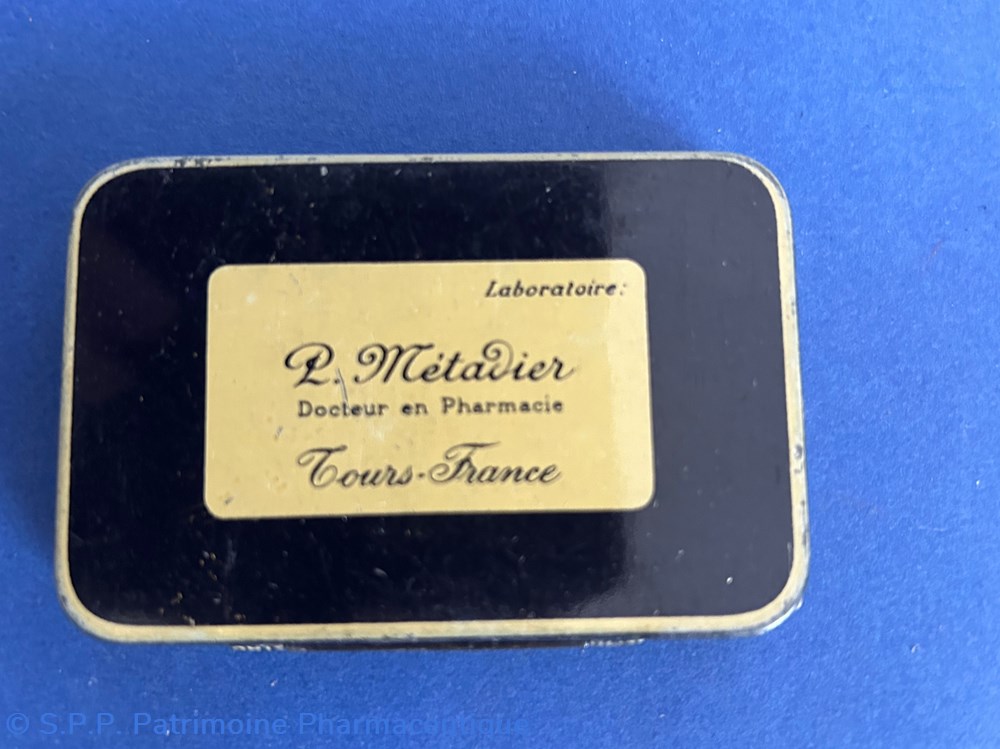 Laboratoire:
P. Métadier
Docteur en Pharmacie
Tours-France
© S.P.P. Patrimoine Pharmaceutique